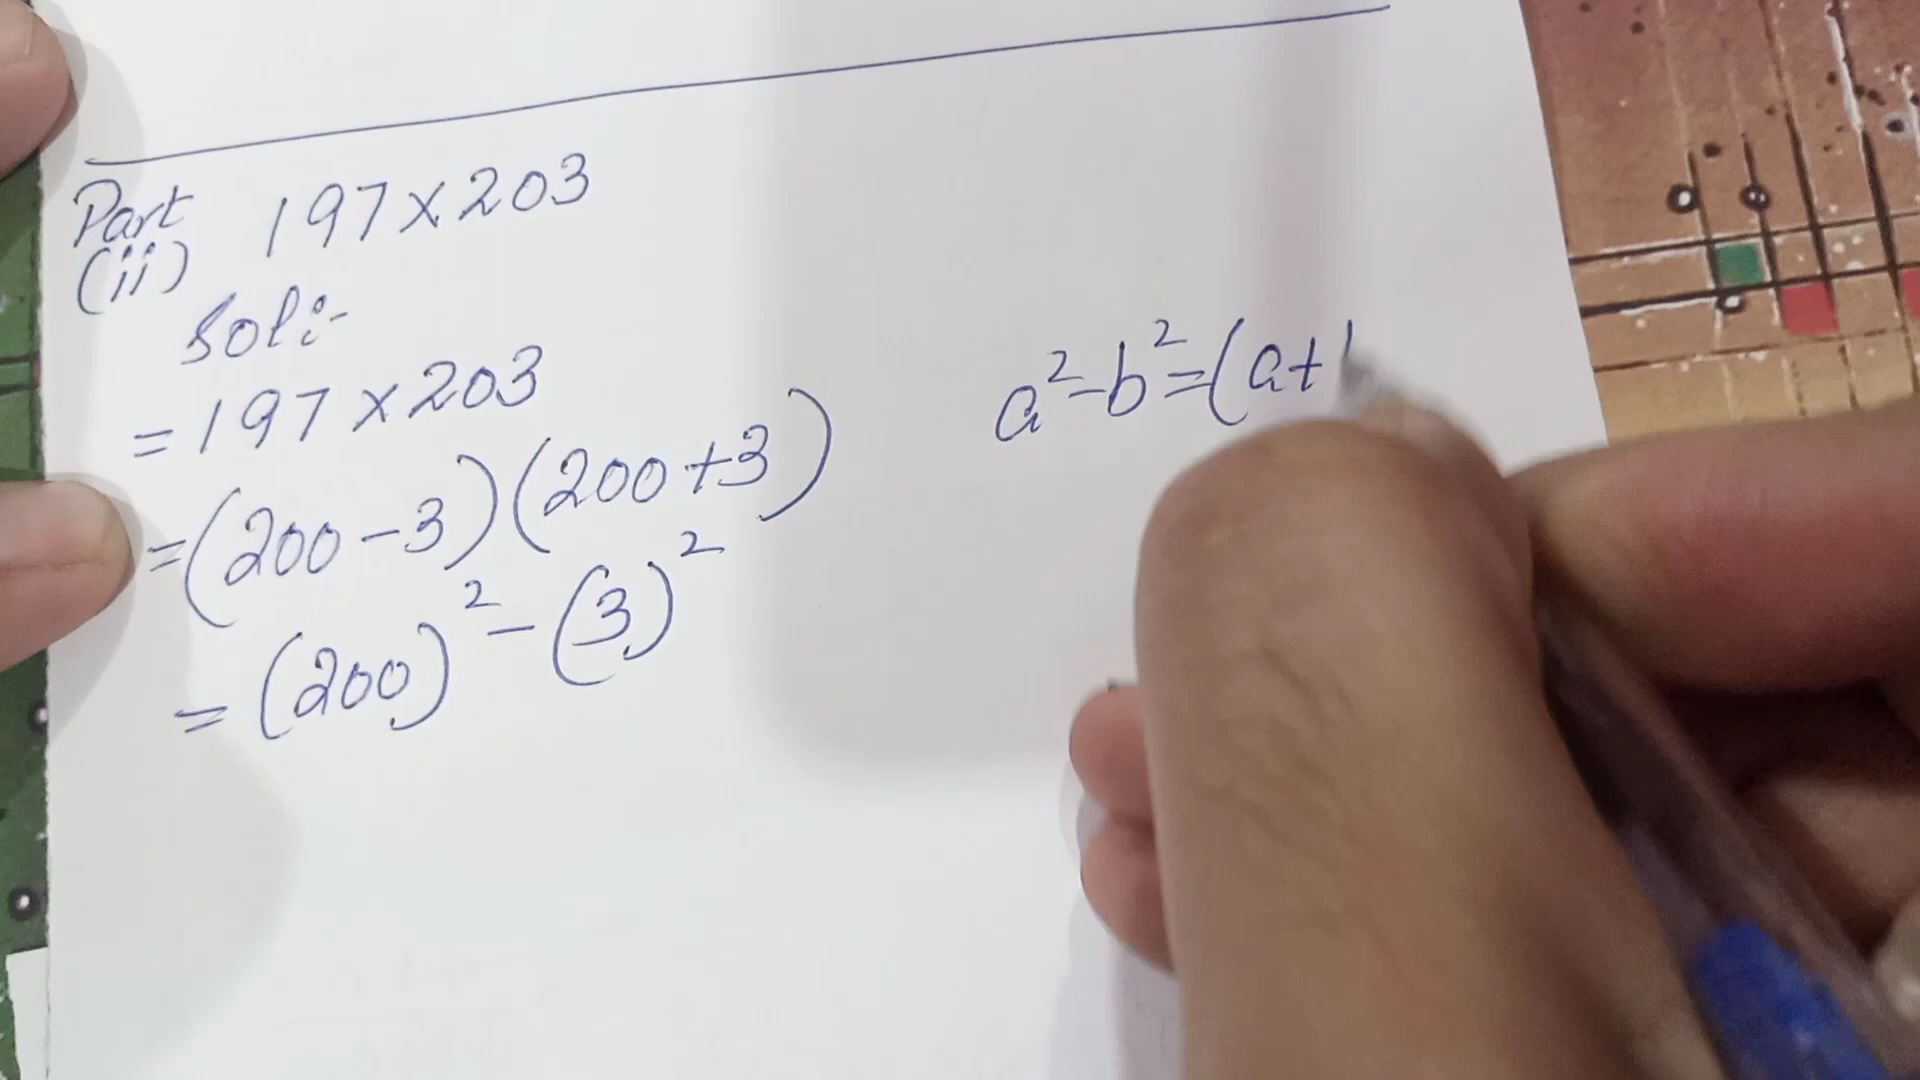 Part
(ii) 197×203
Sol:-
=197×203
=(200-3)(200+3)
=(200)²-(3)²
a²-b²=(a+